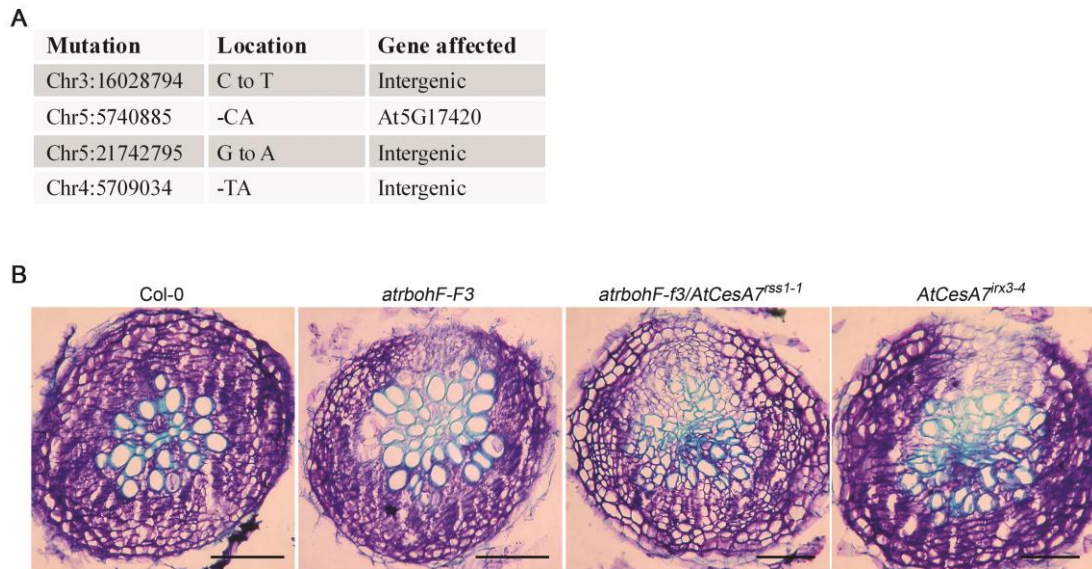 A
Mutation Location Gene affected
Chr3:16028794 C to T Intergenic
Chr5:5740885 -CA At5G17420
Chr5:21742795 G to A Intergenic
Chr4:5709034 -TA Intergenic
B
Col-0 atrbohF-F3 atrbohF-f3/AtCesA7rss1-1 AtCesA7irx3-4